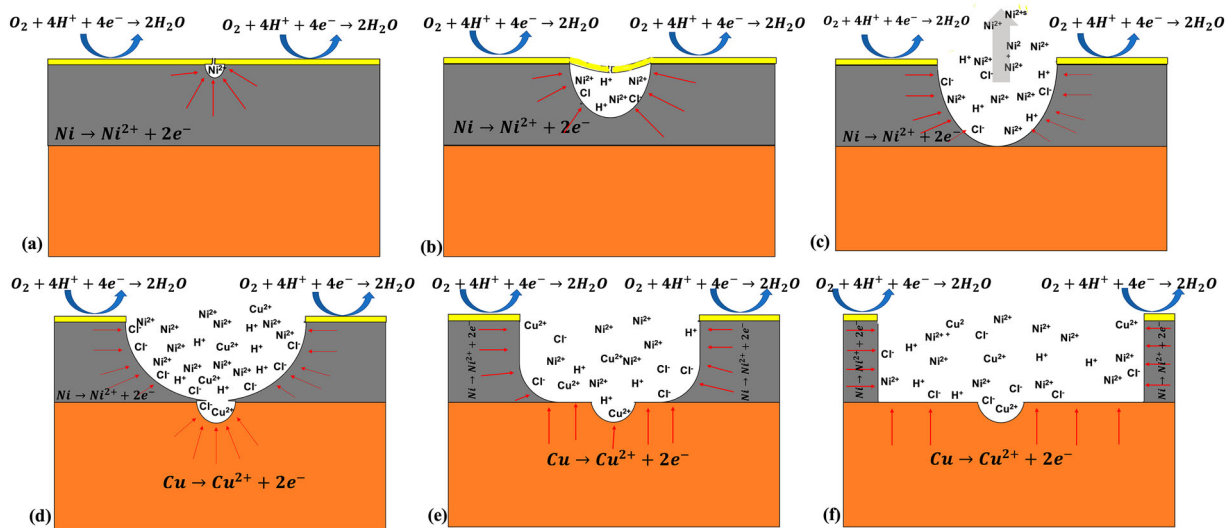 O₂ + 4H⁺ + 4e⁻ → 2H₂O O₂ + 4H⁺ + 4e⁻ → 2H₂O
Ni²⁺
Ni → Ni²⁺ + 2e⁻
(a)
O₂ + 4H⁺ + 4e⁻ → 2H₂O O₂ + 4H⁺ + 4e⁻ → 2H₂O
Ni²⁺ H⁺ Ni²⁺
Cl⁻ Ni²⁺ Cl⁻
H⁺
Ni → Ni²⁺ + 2e⁻
(b)
O₂ + 4H⁺ + 4e⁻ → 2H₂O O₂ + 4H⁺ + 4e⁻ → 2H₂O
Ni²⁺ˢ
Ni²⁺
Ni² Ni²⁺
H⁺ Ni²⁺ Ni²⁺
Cl⁻ H⁺
Ni²⁺ Ni²⁺ Ni²⁺ Cl⁻
H⁺ H⁺
Cl⁻ Ni²⁺
Ni → Ni²⁺ + 2e⁻
(c)
O₂ + 4H⁺ + 4e⁻ → 2H₂O O₂ + 4H⁺ + 4e⁻ → 2H₂O
Cu²⁺
Ni²⁺ Ni²⁺
Cl⁻ Ni²⁺ Ni²⁺ H⁺ Ni²⁺
Cl⁻ Ni²⁺ H⁺ Cu²⁺ Cl⁻
Ni²⁺ Ni²⁺ Ni²⁺ H⁺
Ni²⁺ H⁺ Cu²⁺ Cl⁻
Cl⁻ Cl⁻ H⁺ Cl⁻
Ni → Ni²⁺ + 2e⁻
Cl⁻
Cu²⁺
Cu → Cu²⁺ + 2e⁻
(d)
O₂ + 4H⁺ + 4e⁻ → 2H₂O O₂ + 4H⁺ + 4e⁻ → 2H₂O
Ni → Ni²⁺ + 2e⁻
Cu²⁺ Ni²⁺ H⁺
Ni²⁺
Ni²⁺ Cu²⁺ Ni²⁺
Cl⁻ Cu²⁺ Ni²⁺ Cl⁻ Cl⁻
H⁺ Cl⁻
Cu²⁺
Ni → Ni²⁺ + 2e⁻
Cu → Cu²⁺ + 2e⁻
(e)
O₂ + 4H⁺ + 4e⁻ → 2H₂O O₂ + 4H⁺ + 4e⁻ → 2H₂O
Ni → Ni²⁺ + 2e⁻
Cu² Ni²⁺ Cu²⁺
Ni²⁺⁺
Ni²⁺ H⁺ Ni²⁺ H⁺ Cl⁻
Ni²⁺ Ni²⁺ Ni²⁺
Cl⁻ H⁺ Cl⁻ Cl⁻ Cl⁻
Cu²⁺
Ni → Ni²⁺ + 2e⁻
Cu → Cu²⁺ + 2e⁻
(f)